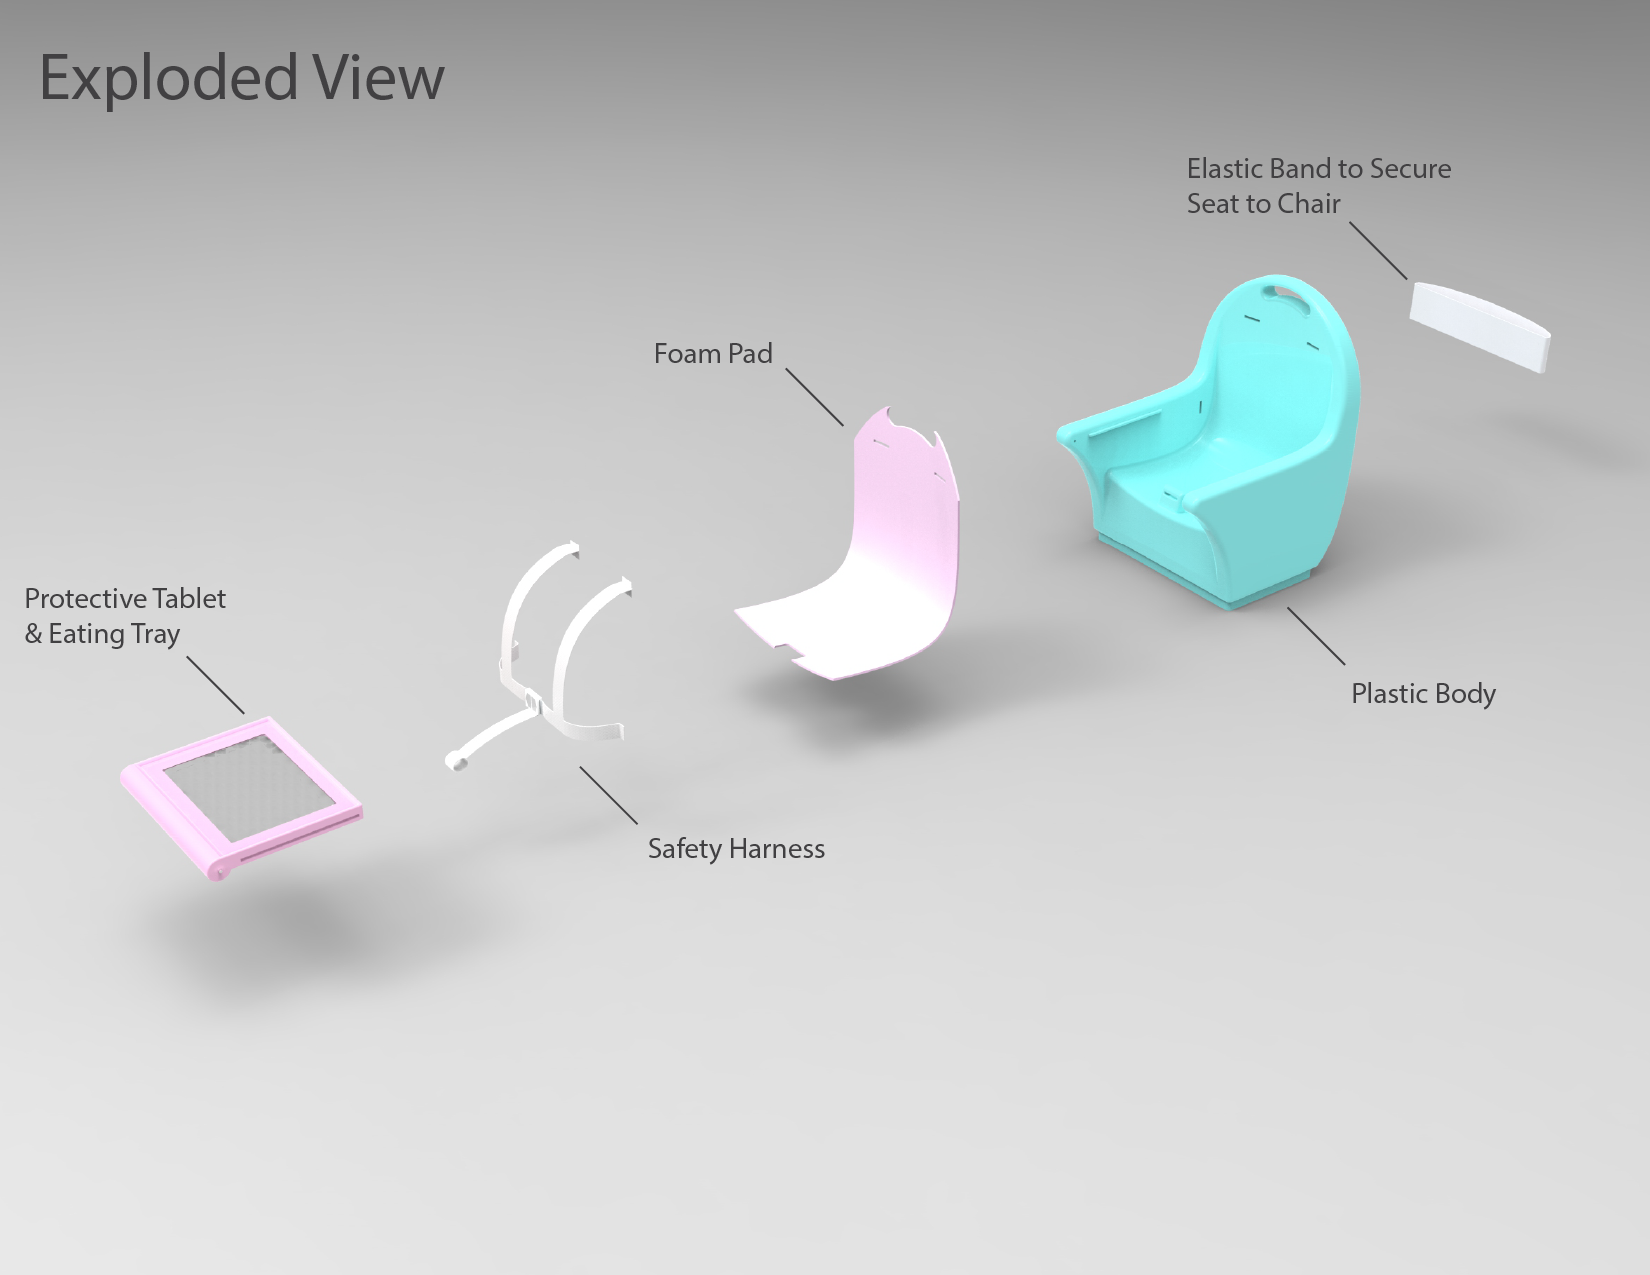 Exploded View
Elastic Band to Secure
Seat to Chair
Foam Pad
Protective Tablet
& Eating Tray
Plastic Body
Safety Harness